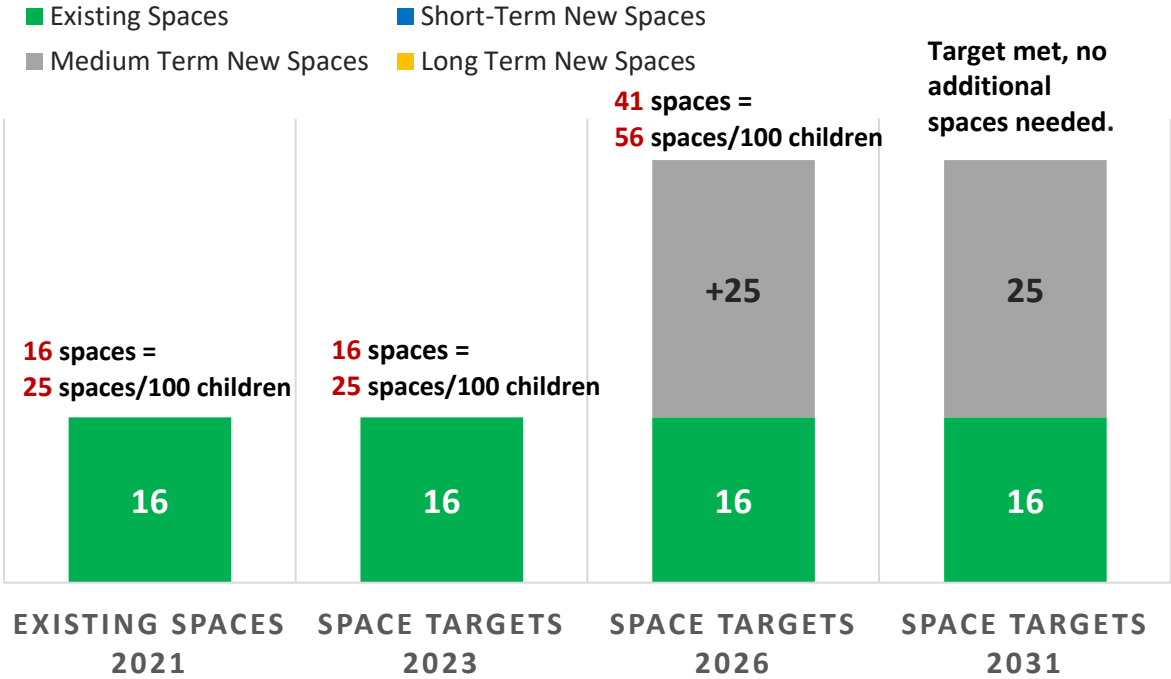 Existing Spaces
Short-Term New Spaces
Medium Term New Spaces
Long Term New Spaces
Target met, no
additional
spaces needed.
41 spaces =
56 spaces/100 children
+25
25
16 spaces =
25 spaces/100 children
16 spaces =
25 spaces/100 children
16
16
16
16
EXISTING SPACES
2021
SPACE TARGETS
2023
SPACE TARGETS
2026
SPACE TARGETS
2031